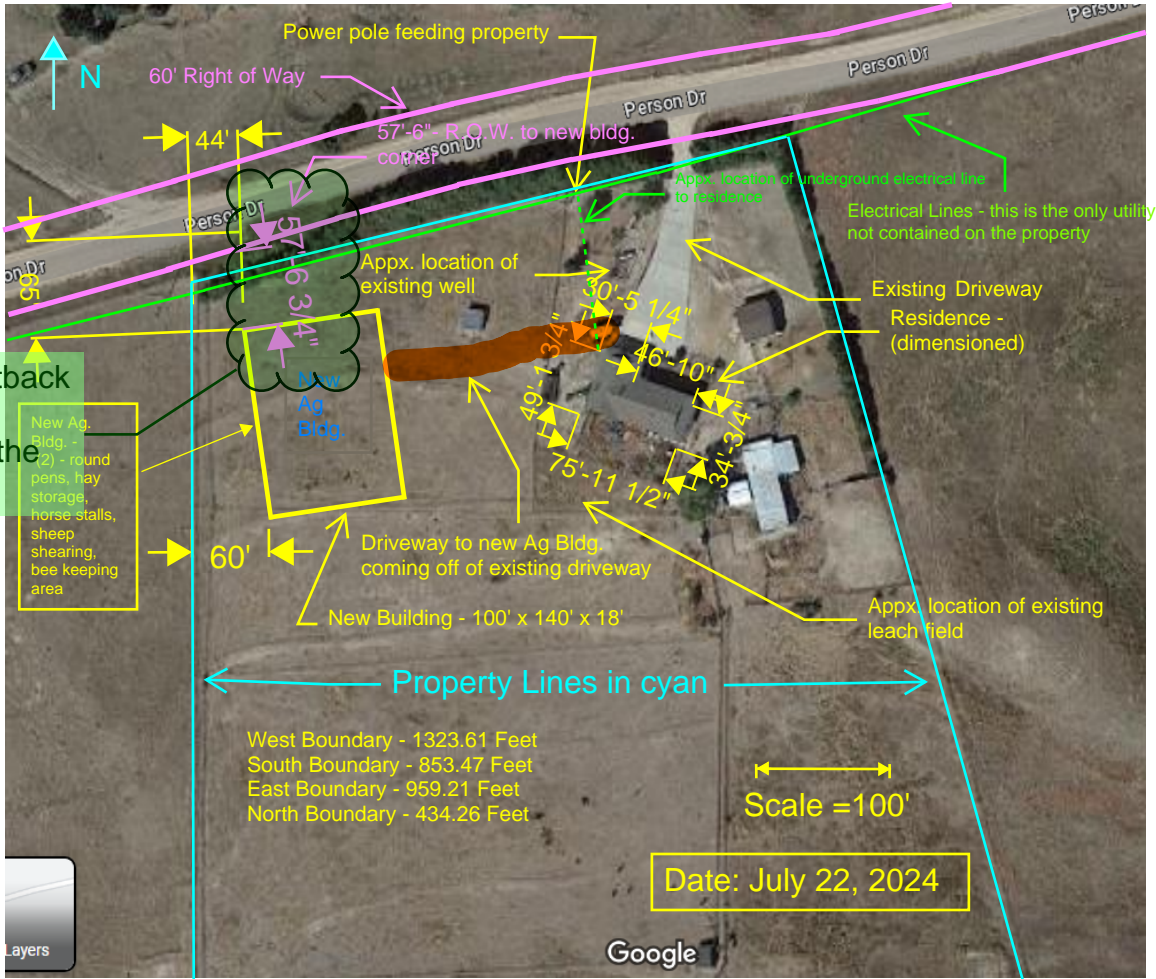 Person Dr
Power pole feeding property
N
60' Right of Way
Person Dr
Person Dr
44'
57'-6"- R.O.W. to new bldg.
corner
Person Dr
Appx. location of underground electrical line
to residence
Person Dr
Electrical Lines - this is the only utility
not contained on the property
57'-6 3/4"
Person Dr
65'
Appx. location of
existing well
30'-5 1/4"
Existing Driveway
Residence -
(dimensioned)
46'-10"
49'-1 3/4"
34'-3/4"
75'-11 1/2"
tback
the
New
Ag
Bldg.
New Ag.
Bldg. -
(2) - round
pens, hay
storage,
horse stalls,
sheep
shearing,
bee keeping
area
60'
Driveway to new Ag Bldg.
coming off of existing driveway
New Building - 100' x 140' x 18'
Appx. location of existing
leach field
Property Lines in cyan
West Boundary - 1323.61 Feet
South Boundary - 853.47 Feet
East Boundary - 959.21 Feet
North Boundary - 434.26 Feet
Scale =100'
Date: July 22, 2024
Layers
Google